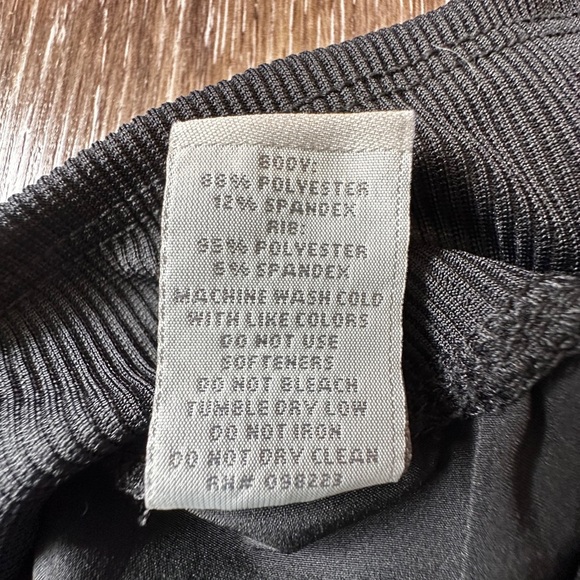 BODY:
88% POLYESTER
12% SPANDEX
RIB:
95% POLYESTER
5% SPANDEX
MACHINE WASH COLD
WITH LIKE COLORS
DO NOT USE
SOFTENERS
DO NOT BLEACH
TUMBLE DRY LOW
DO NOT IRON
DO NOT DRY CLEAN
RN# 098223